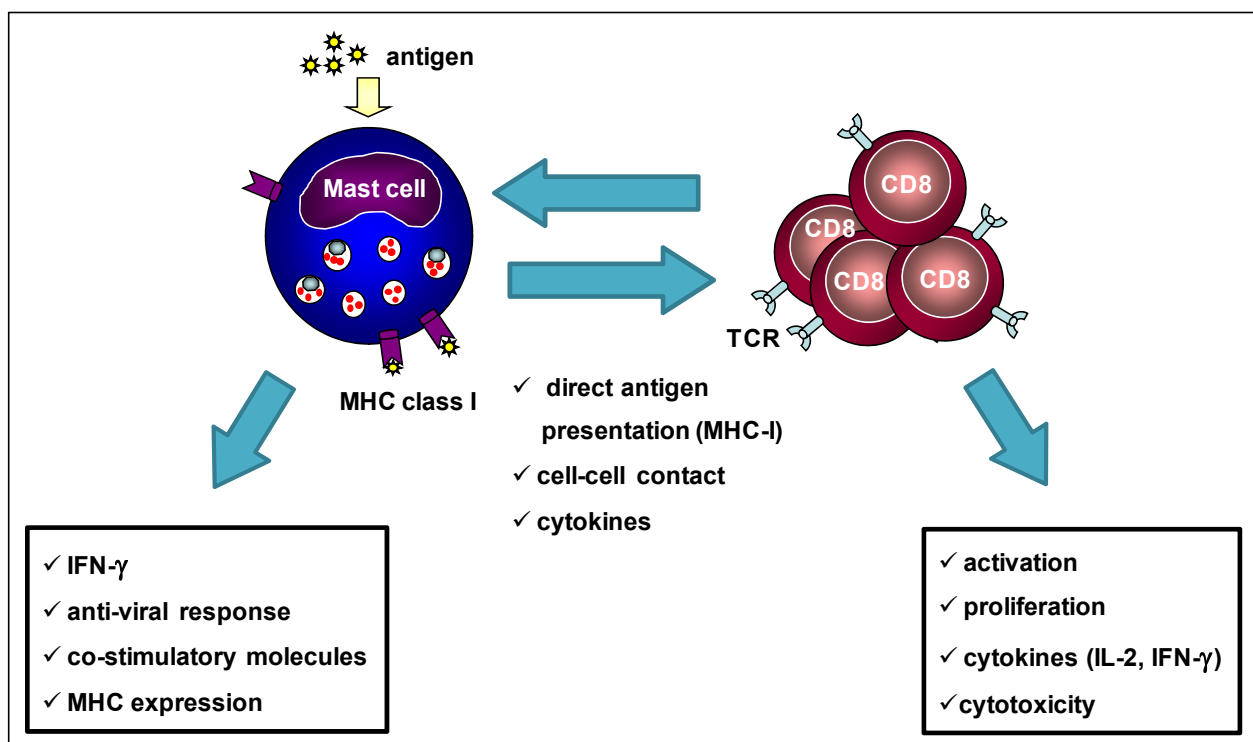 antigen
Mast cell
CD8
CD8
CD8
CD8
TCR
MHC class I
✓ direct antigen
presentation (MHC-I)
✓ cell-cell contact
✓ cytokines
✓ IFN-γ
✓ anti-viral response
✓ co-stimulatory molecules
✓ MHC expression
✓ activation
✓ proliferation
✓ cytokines (IL-2, IFN-γ)
✓cytotoxicity